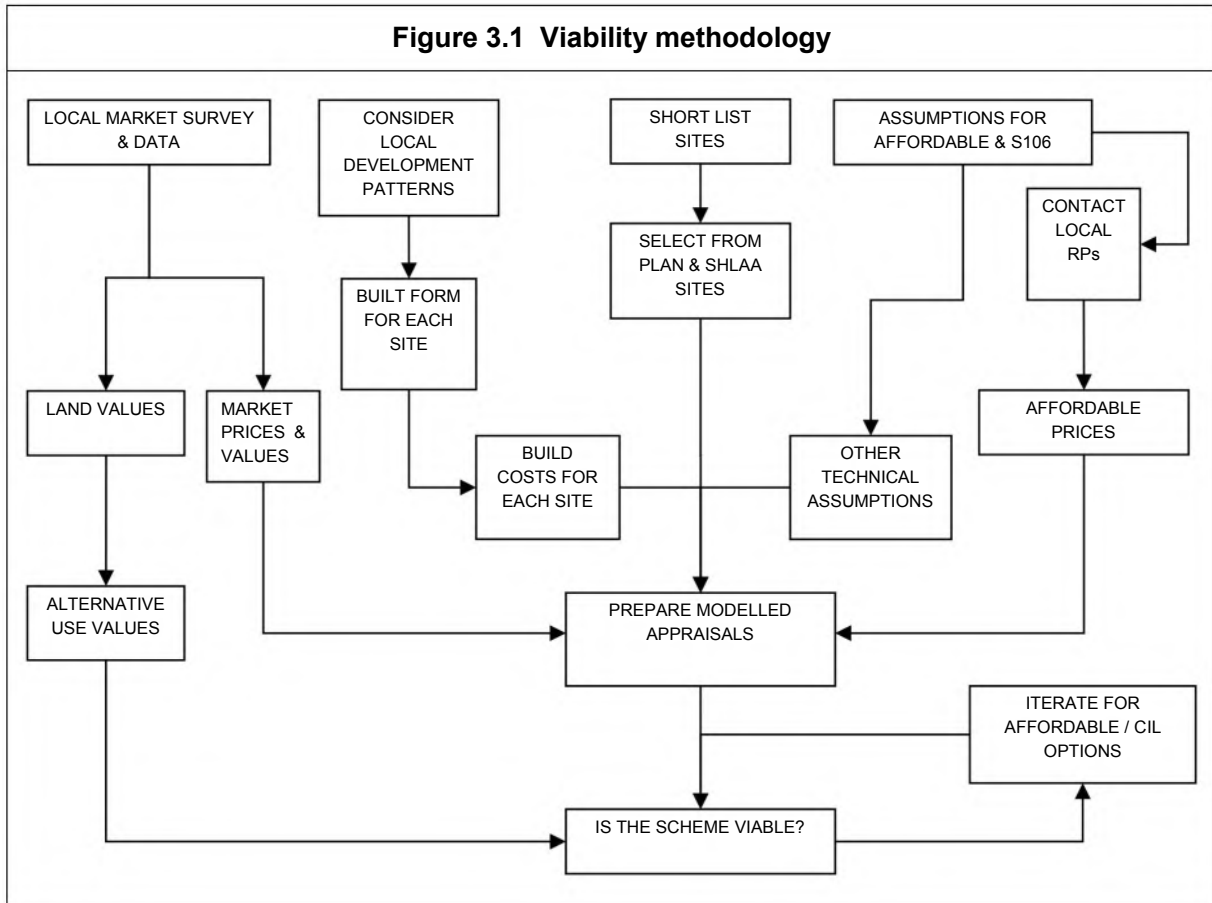 Figure 3.1 Viability methodology
LOCAL MARKET SURVEY
& DATA
CONSIDER
LOCAL
DEVELOPMENT
PATTERNS
SHORT LIST
SITES
ASSUMPTIONS FOR
AFFORDABLE & S106
CONTACT
LOCAL
RPs
SELECT FROM
PLAN & SHLAA
SITES
BUILT FORM
FOR EACH
SITE
LAND VALUES
MARKET
PRICES &
VALUES
AFFORDABLE
PRICES
BUILD
COSTS FOR
EACH SITE
OTHER
TECHNICAL
ASSUMPTIONS
ALTERNATIVE
USE VALUES
PREPARE MODELLED
APPRAISALS
ITERATE FOR
AFFORDABLE / CIL
OPTIONS
IS THE SCHEME VIABLE?